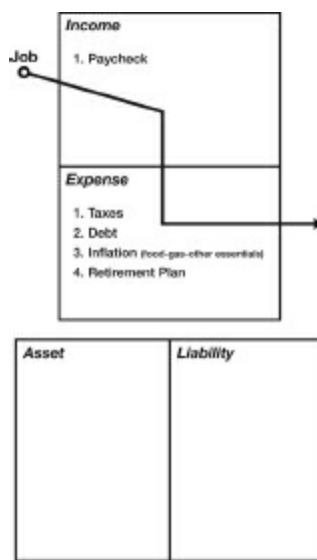 Income
Job
1. Paycheck
Expense
1. Taxes
2. Debt
3. Inflation (food-gas-other essentials)
4. Retirement Plan
Asset
Liability